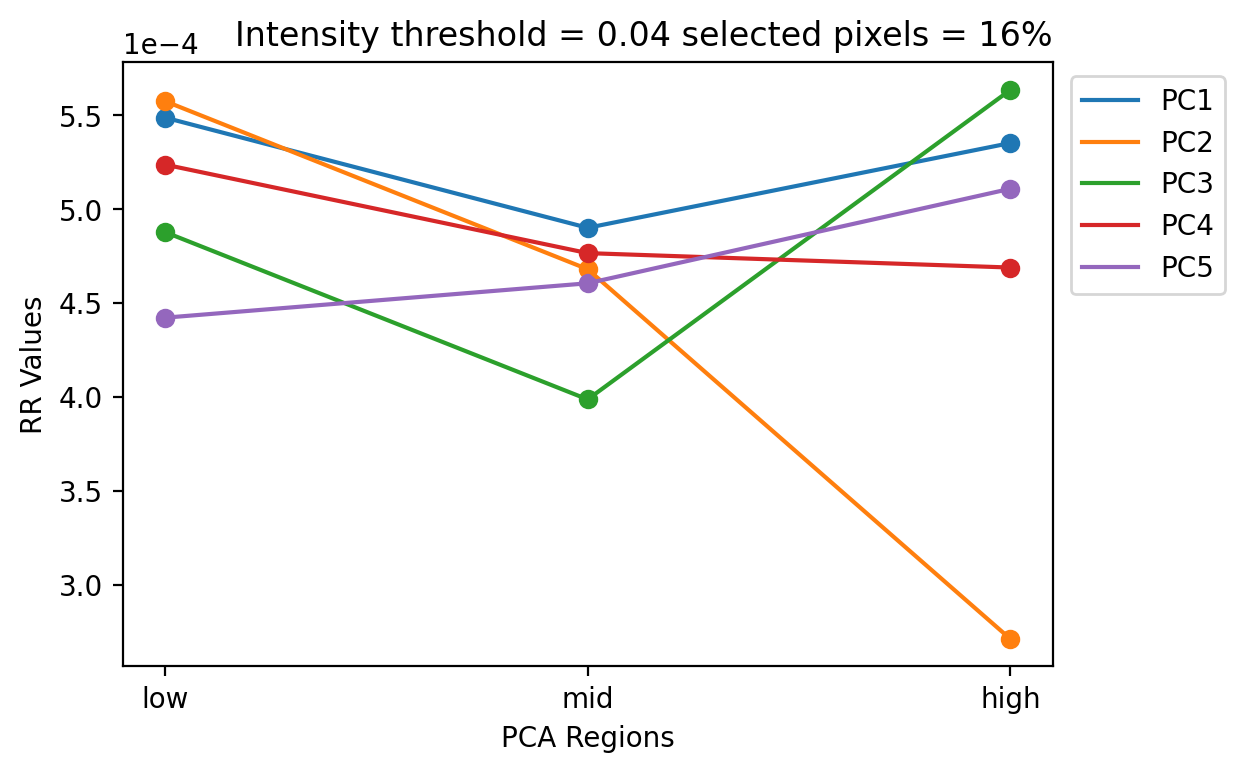 Intensity threshold = 0.04 selected pixels = 16%
1e−4
5.5
5.0
4.5
4.0
3.5
3.0
RR Values
low
mid
high
PCA Regions
PC1
PC2
PC3
PC4
PC5